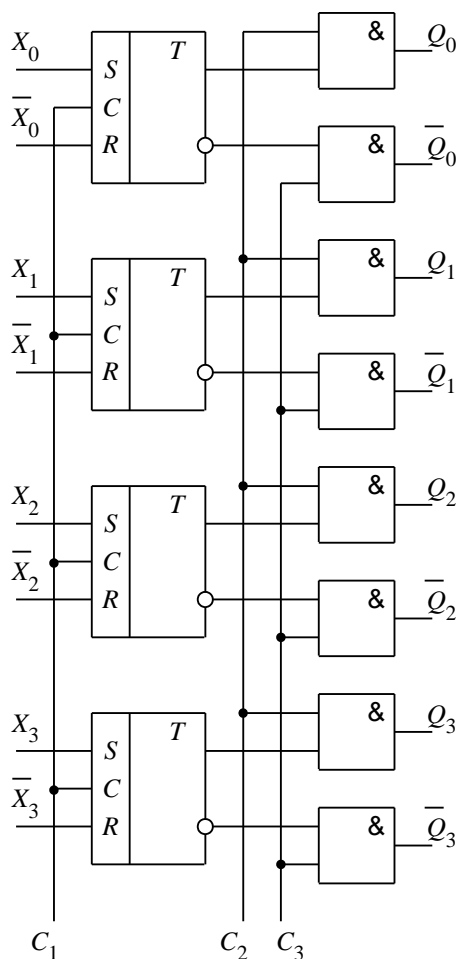 X₀ S T & Q₀
X̅₀ C
R & Q̅₀
X₁ S T & Q₁
X̅₁ C
R & Q̅₁
X₂ S T & Q₂
X̅₂ C
R & Q̅₂
X₃ S T & Q₃
X̅₃ C
R & Q̅₃
C₁ C₂ C₃